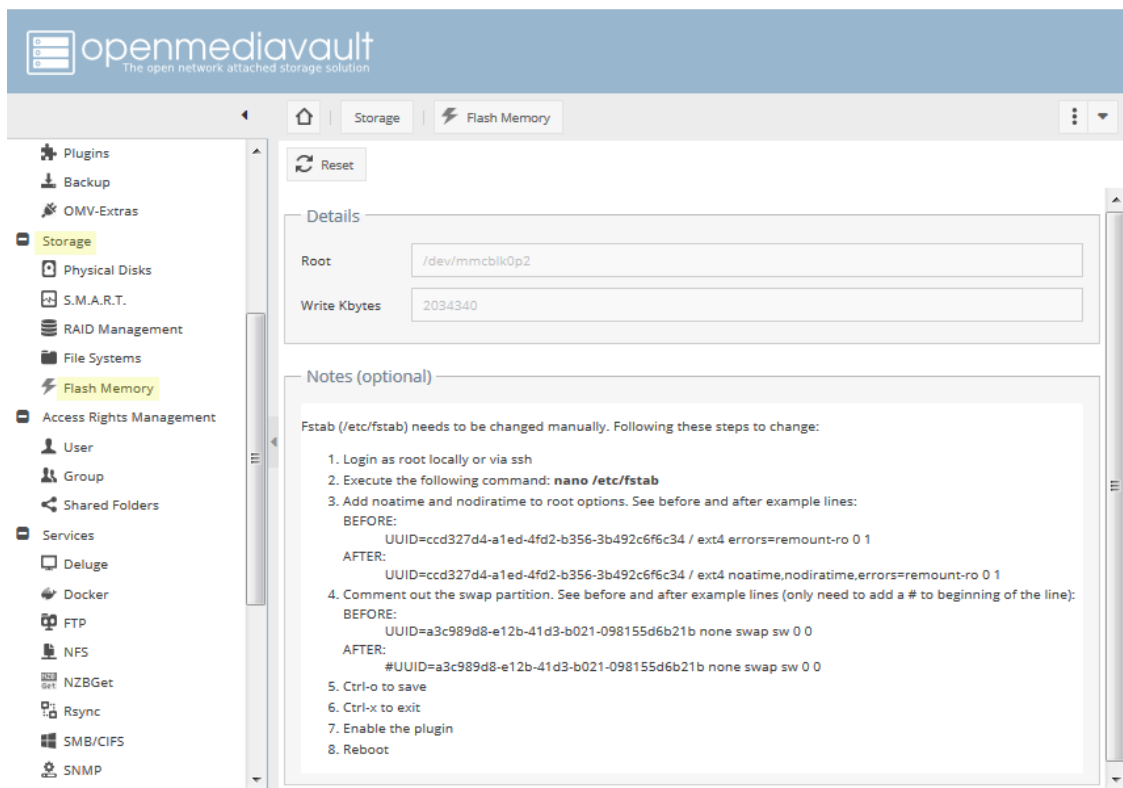 openmediavault
The open network attached storage solution
Storage
Flash Memory
Plugins
Backup
OMV-Extras
Storage
Physical Disks
S.M.A.R.T.
RAID Management
File Systems
Flash Memory
Access Rights Management
User
Group
Shared Folders
Services
Deluge
Docker
FTP
NFS
NZBGet
Rsync
SMB/CIFS
SNMP
Reset
Details
Root /dev/mmcblk0p2
Write Kbytes 2034340
Notes (optional)
Fstab (/etc/fstab) needs to be changed manually. Following these steps to change:
1. Login as root locally or via ssh
2. Execute the following command: nano /etc/fstab
3. Add noatime and nodiratime to root options. See before and after example lines:
BEFORE:
UUID=ccd327d4-a1ed-4fd2-b356-3b492c6f6c34 / ext4 errors=remount-ro 0 1
AFTER:
UUID=ccd327d4-a1ed-4fd2-b356-3b492c6f6c34 / ext4 noatime,nodiratime,errors=remount-ro 0 1
4. Comment out the swap partition. See before and after example lines (only need to add a # to beginning of the line):
BEFORE:
UUID=a3c989d8-e12b-41d3-b021-098155d6b21b none swap sw 0 0
AFTER:
#UUID=a3c989d8-e12b-41d3-b021-098155d6b21b none swap sw 0 0
5. Ctrl-o to save
6. Ctrl-x to exit
7. Enable the plugin
8. Reboot